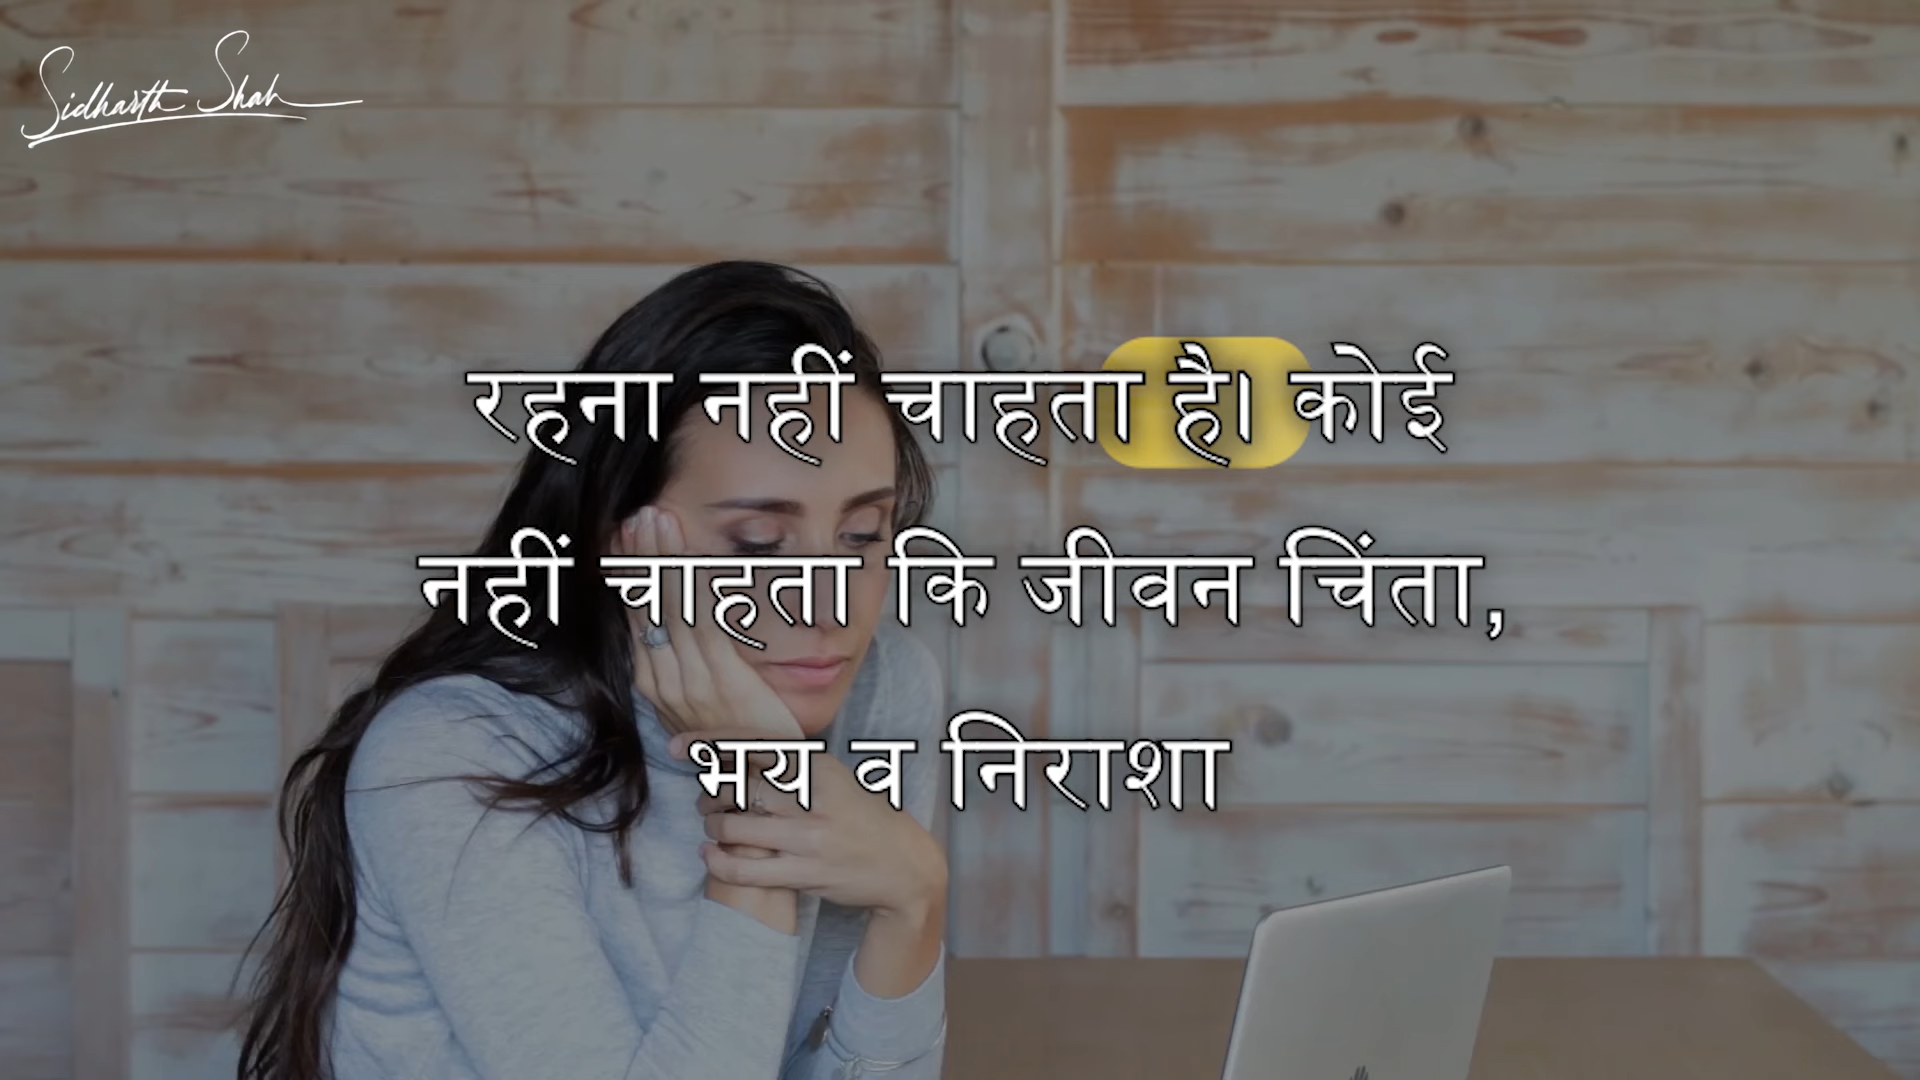 Sidharth Shah
रहना नहीं चाहता है। कोई
नहीं चाहता कि जीवन चिंता,
भय व निराशा